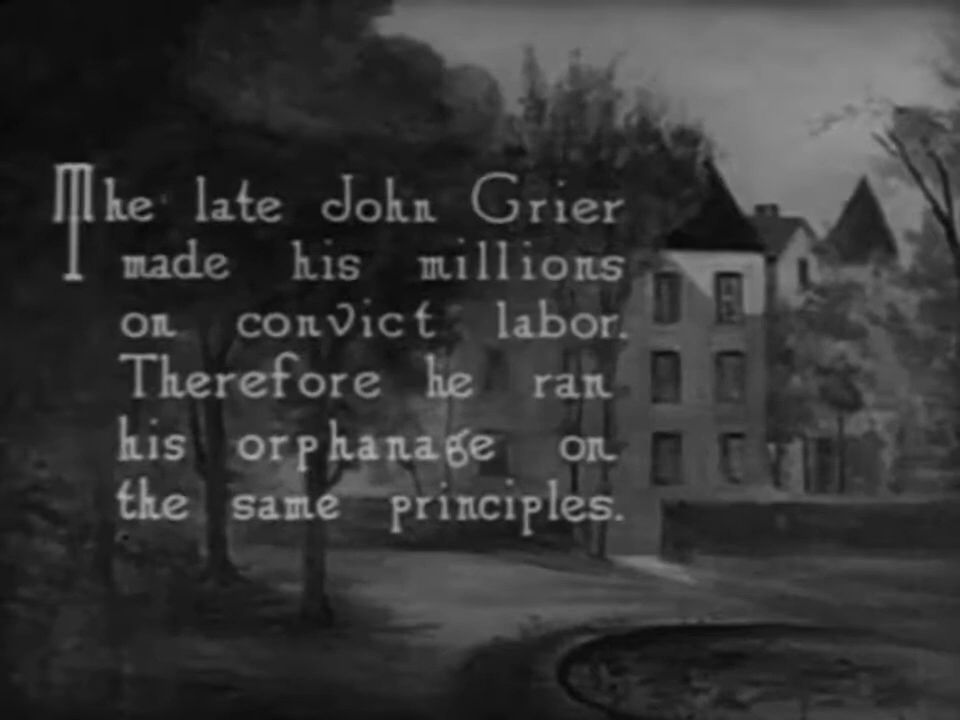 The late John Grier
made his millions
on convict labor.
Therefore he ran
his orphanage on
the same principles.